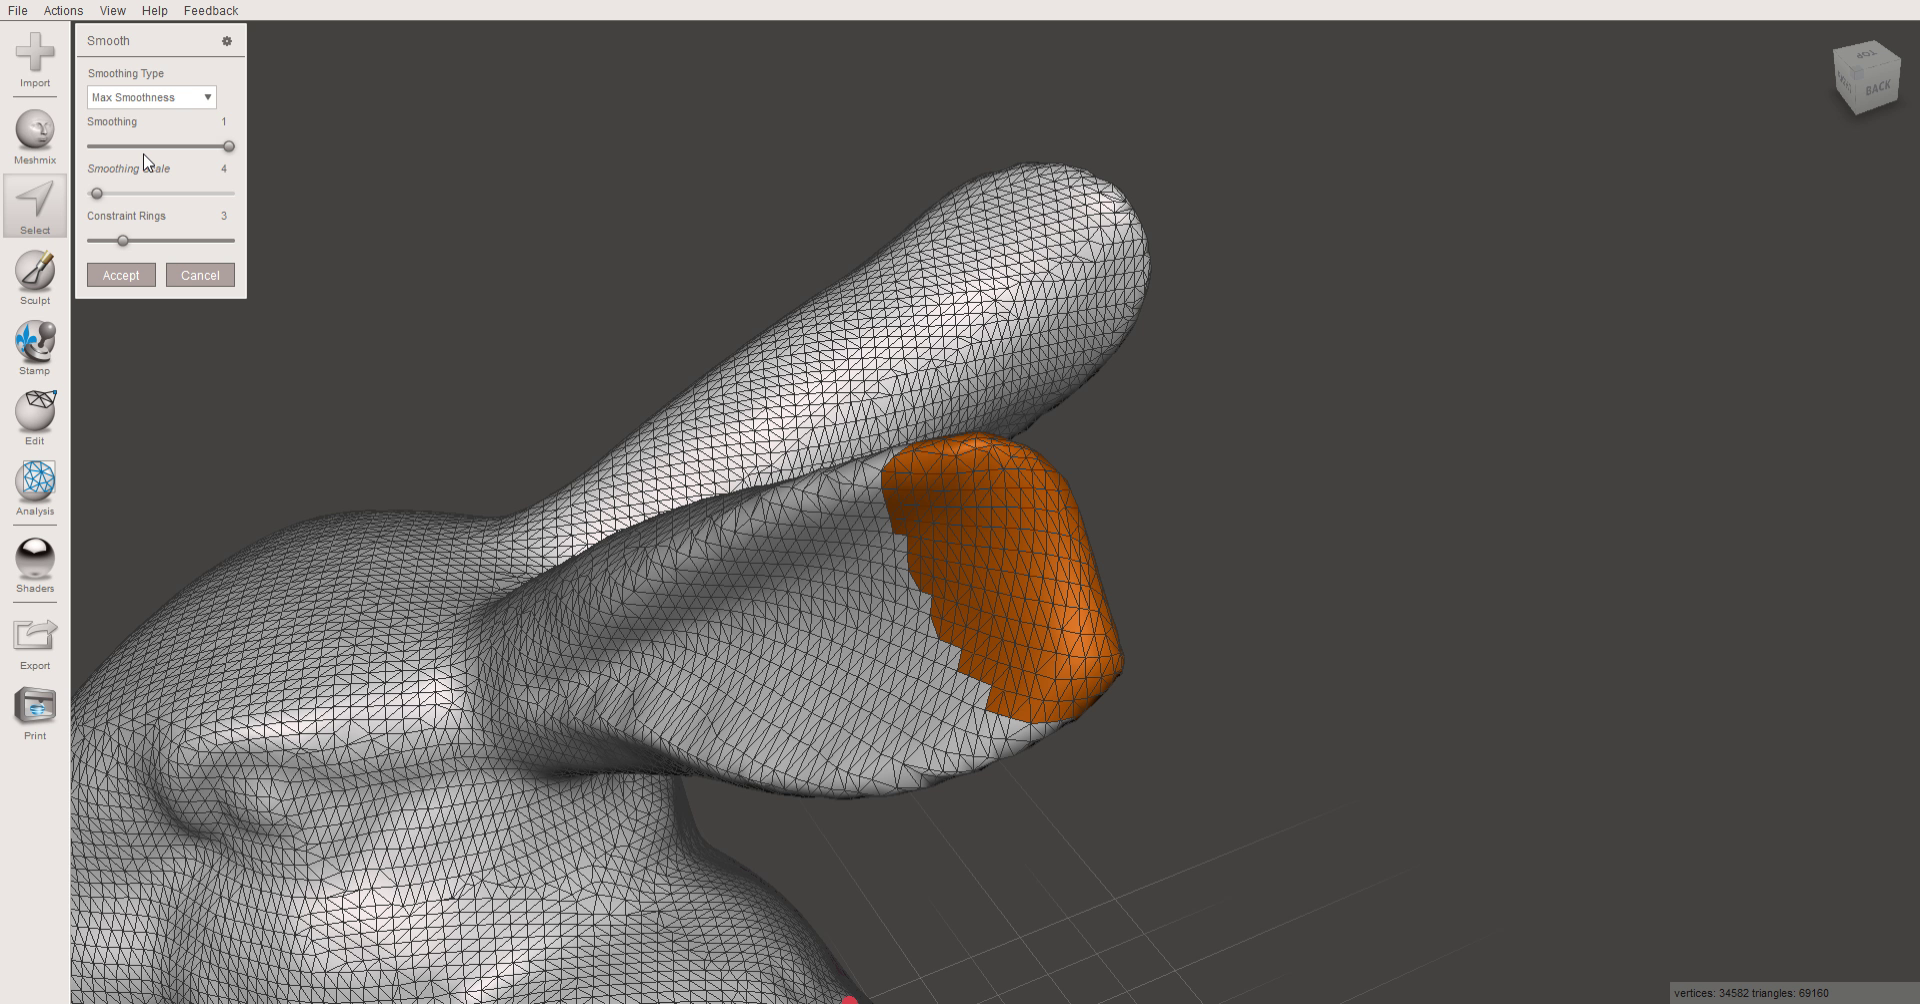 File Actions View Help Feedback
Import
Meshmix
Select
Sculpt
Stamp
Edit
Analysis
Shaders
Export
Print
Smooth
Smoothing Type
Max Smoothness
Smoothing 1
Smoothing 4
Constraint Rings 3
Accept Cancel
TOP
BACK
vertices: 34582 triangles: 69160